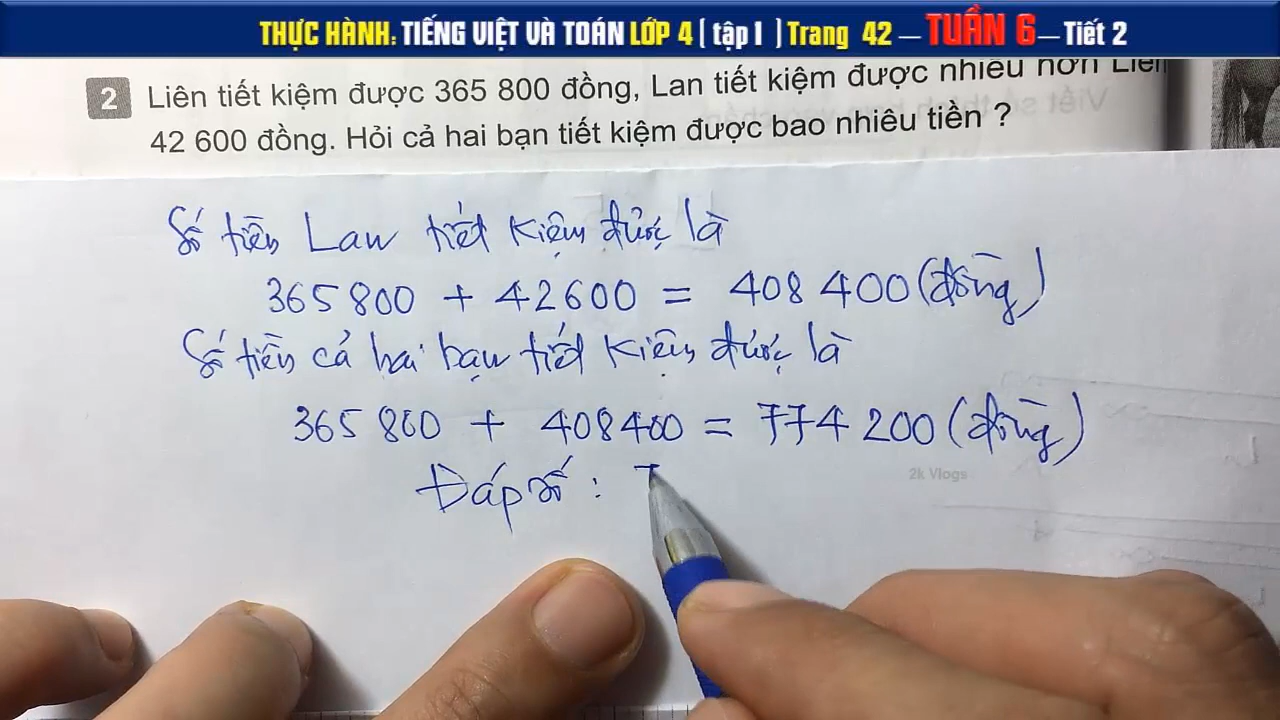 THỰC HÀNH: TIẾNG VIỆT VÀ TOÁN LỚP 4 ( tập I ) Trang 42 – TUẦN 6 – Tiết 2
2 Liên tiết kiệm được 365 800 đồng, Lan tiết kiệm được nhiều hơn Liên
42 600 đồng. Hỏi cả hai bạn tiết kiệm được bao nhiêu tiền ?
Số tiền Lan tiết kiệm được là
365 800 + 42 600 = 408 400 (đồng)
Số tiền cả hai bạn tiết kiệm được là
365 800 + 408 400 = 774 200 (đồng)
2k Vlogs
Đáp số :